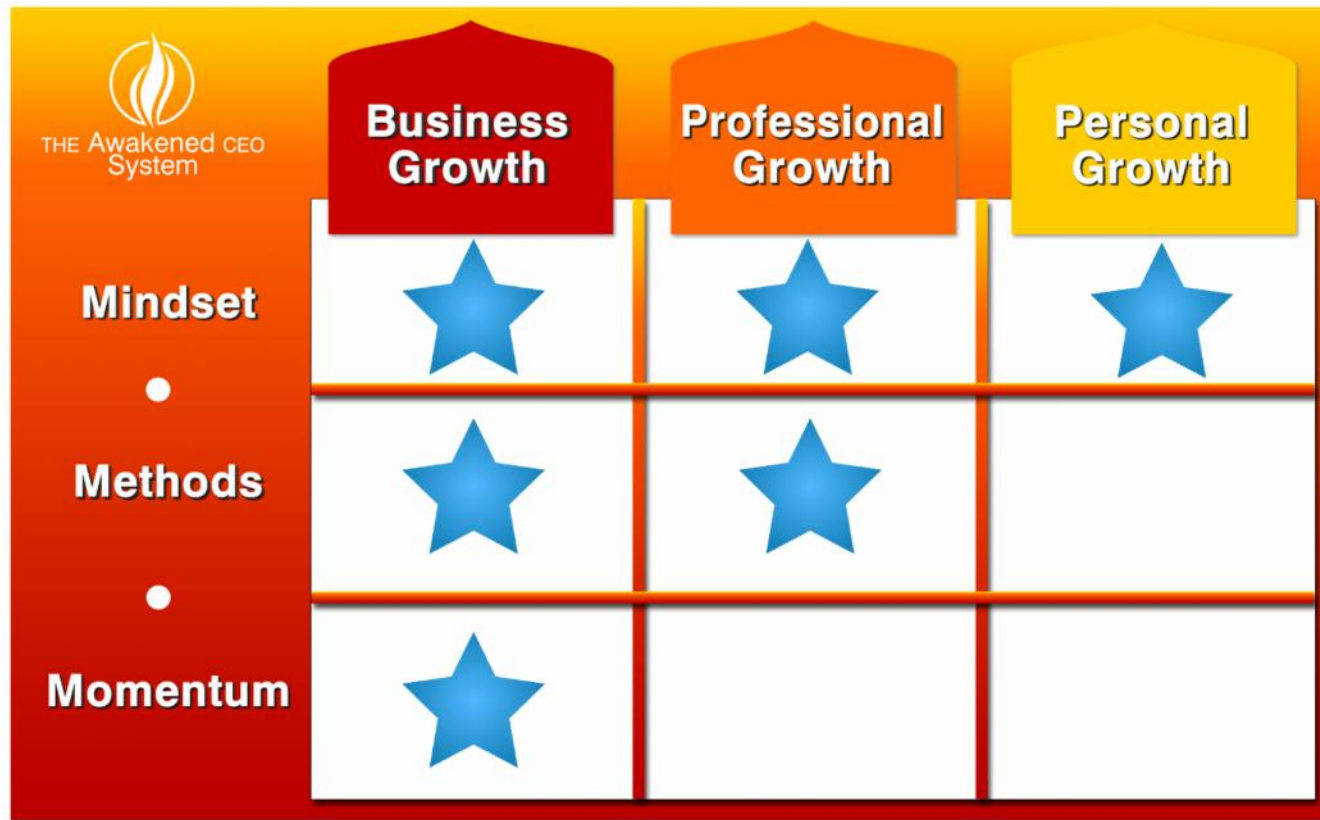 THE Awakened CEO
System
Business
Growth
Professional
Growth
Personal
Growth
Mindset
Methods
Momentum